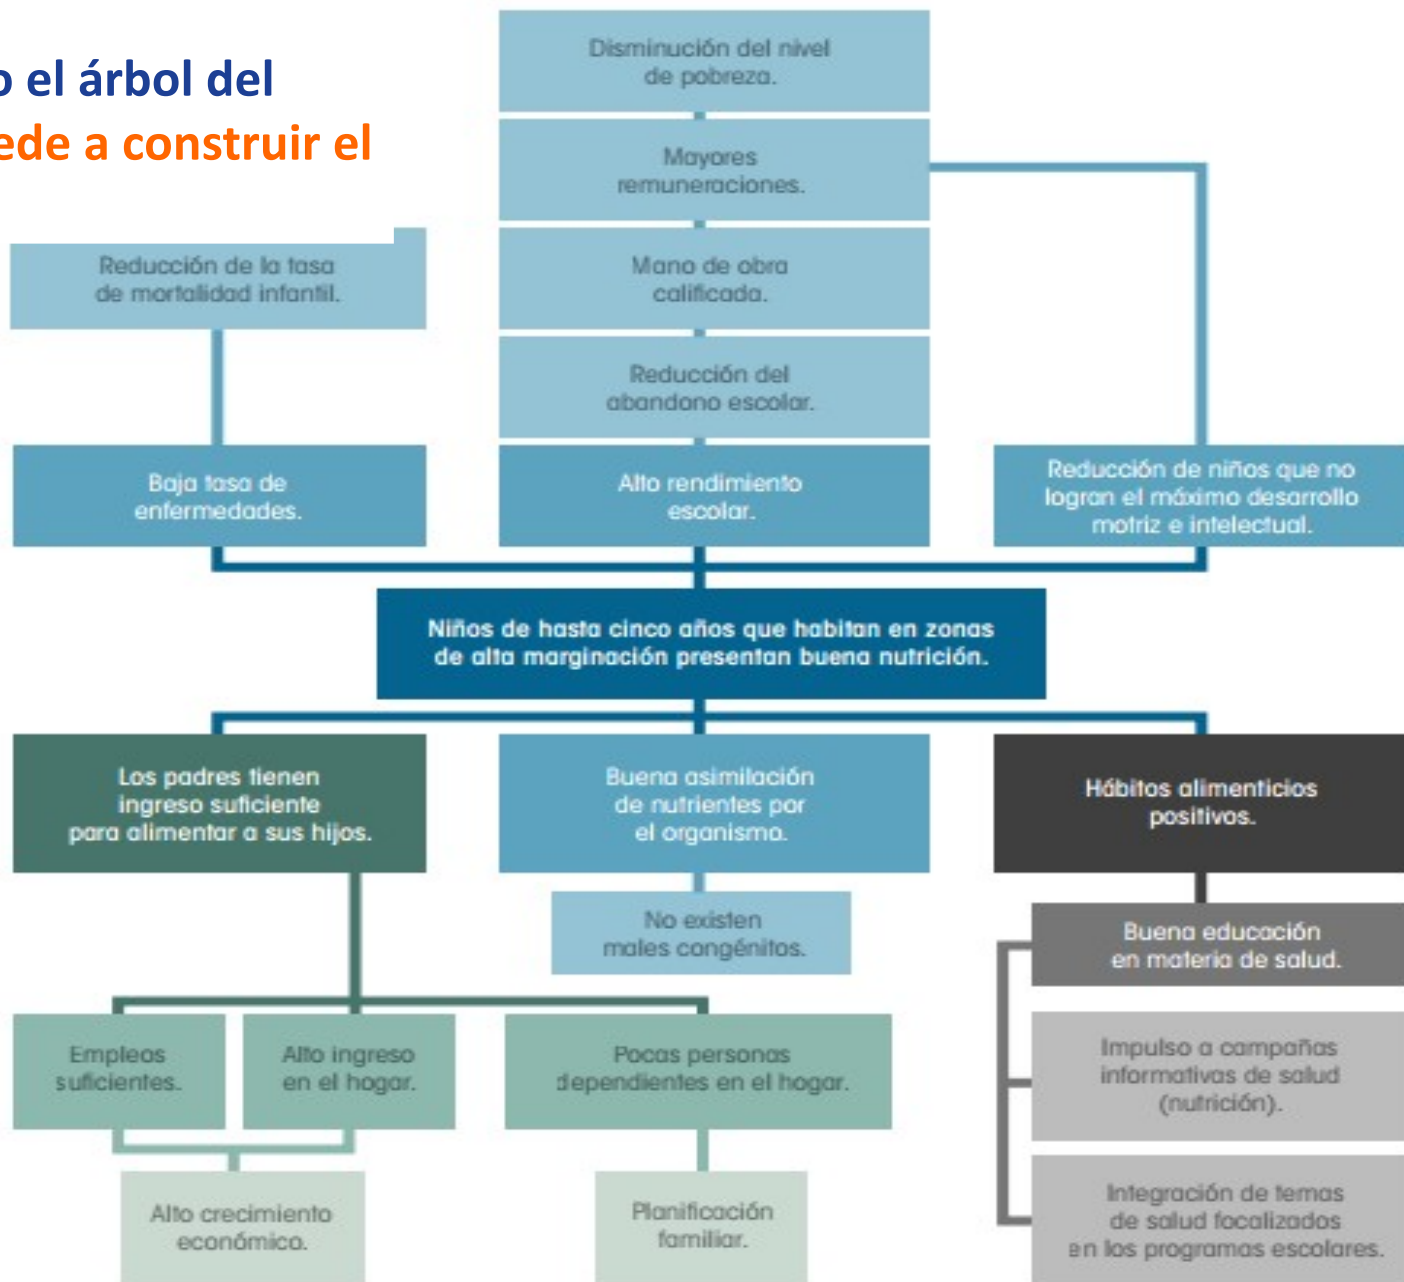 o el árbol del
ede a construir el
Disminución del nivel
de pobreza.
Mayores
remuneraciones.
Reducción de la tasa
de mortalidad infantil.
Mano de obra
calificada.
Reducción del
abandono escolar.
Baja tasa de
enfermedades.
Alto rendimiento
escolar.
Reducción de niños que no
logran el máximo desarrollo
motriz e intelectual.
Niños de hasta cinco años que habitan en zonas
de alta marginación presentan buena nutrición.
Los padres tienen
ingreso suficiente
para alimentar a sus hijos.
Buena asimilación
de nutrientes por
el organismo.
Hábitos alimenticios
positivos.
No existen
males congénitos.
Buena educación
en materia de salud.
Empleos
suficientes.
Alto ingreso
en el hogar.
Pocas personas
dependientes en el hogar.
Impulso a campañas
informativas de salud
(nutrición).
Alto crecimiento
económico.
Planificación
familiar.
Integración de temas
de salud focalizados
en los programas escolares.